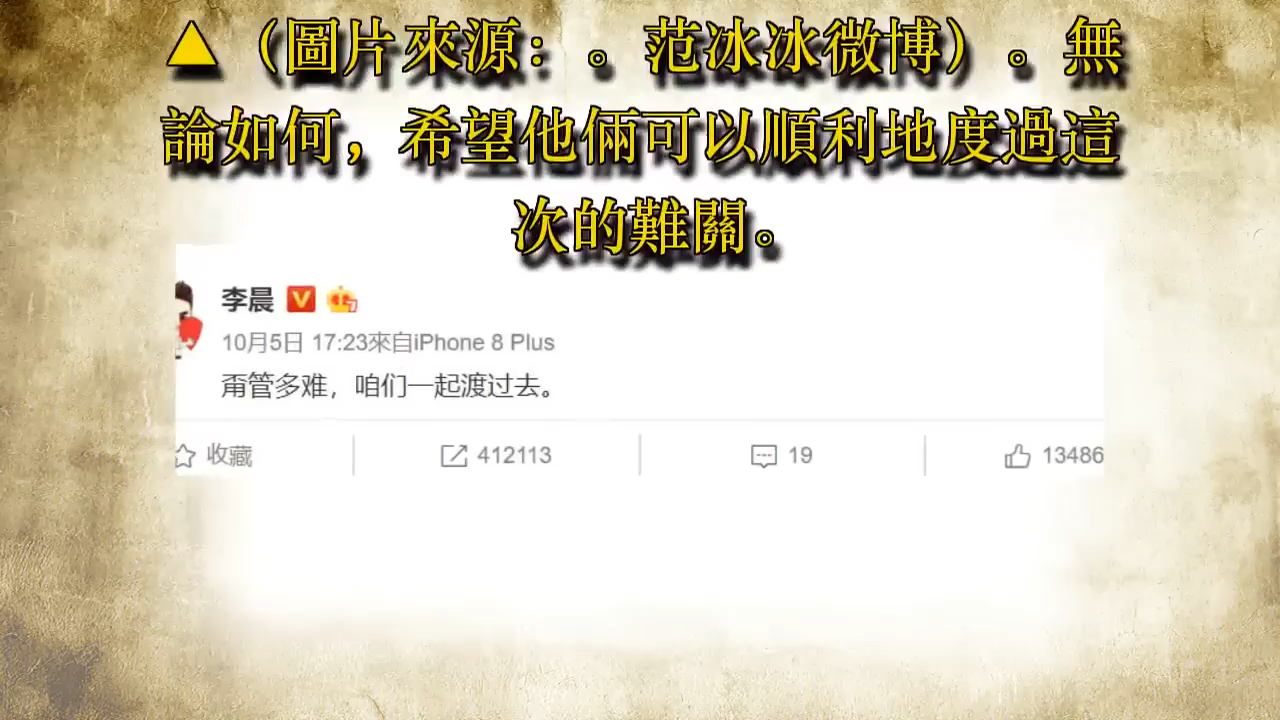 ▲（圖片來源：。范冰冰微博）。無
論如何，希望他倆可以順利地度過這
次的難關。
李晨 V
10月5日 17:23來自iPhone 8 Plus
甭管多难，咱们一起渡过去。
收藏 412113 19 13486